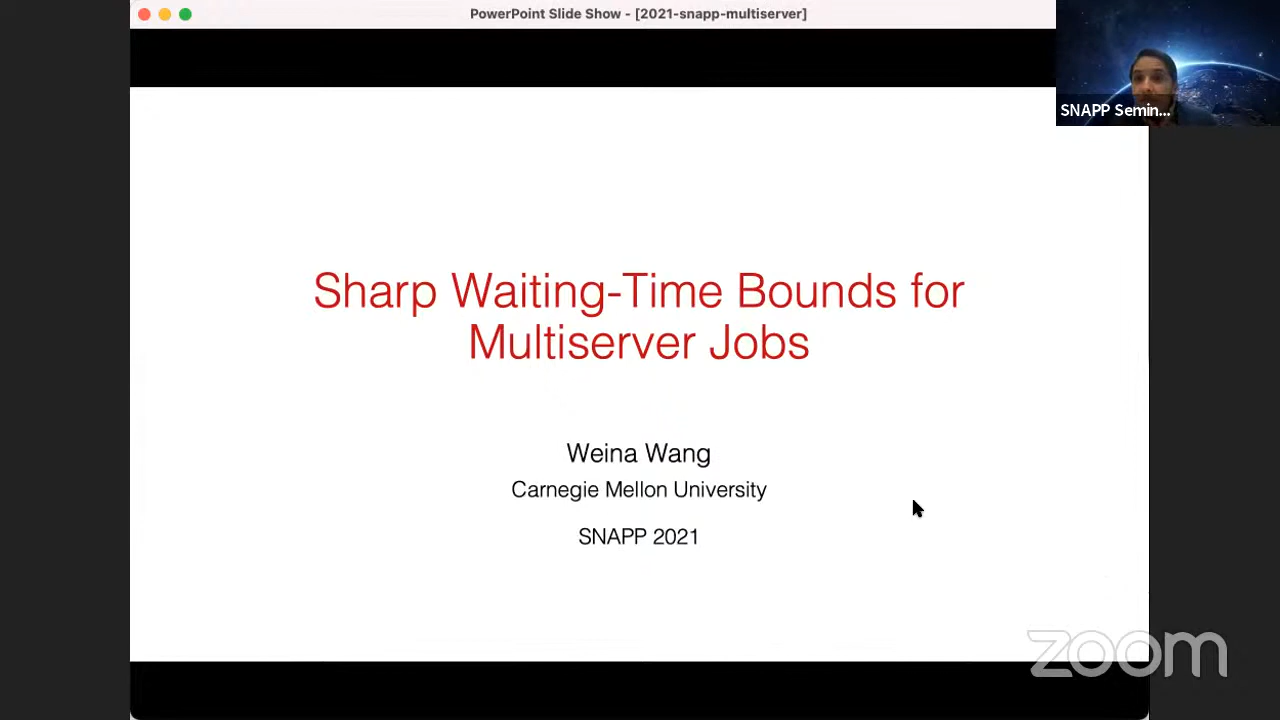 PowerPoint Slide Show - [2021-snapp-multiserver]
SNAPP Semin...
Sharp Waiting-Time Bounds for
Multiserver Jobs
Weina Wang
Carnegie Mellon University
SNAPP 2021
zoom